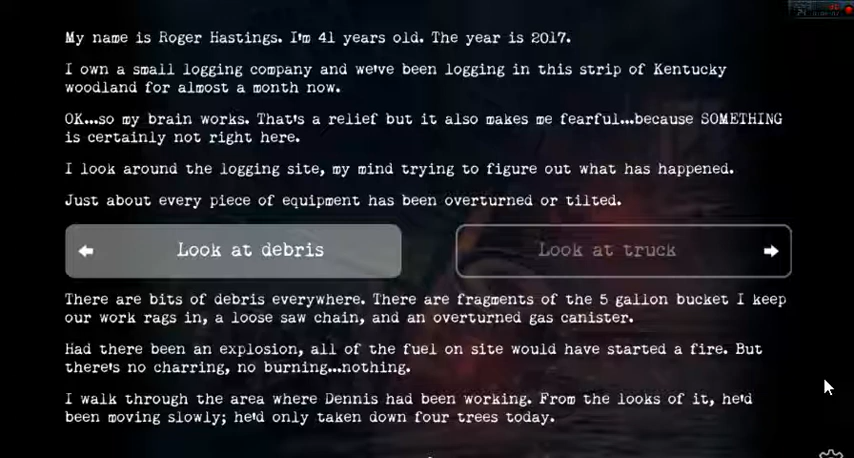 My name is Roger Hastings. I'm 41 years old. The year is 2017.
I own a small logging company and we've been logging in this strip of Kentucky
woodland for almost a month now.
OK...so my brain works. That's a relief but it also makes me fearful...because SOMETHING
is certainly not right here.
I look around the logging site, my mind trying to figure out what has happened.
Just about every piece of equipment has been overturned or tilted.
Look at debris
Look at truck
There are bits of debris everywhere. There are fragments of the 5 gallon bucket I keep
our work rags in, a loose saw chain, and an overturned gas canister.
Had there been an explosion, all of the fuel on site would have started a fire. But
there's no charring, no burning...nothing.
I walk through the area where Dennis had been working. From the looks of it, he'd
been moving slowly; he'd only taken down four trees today.